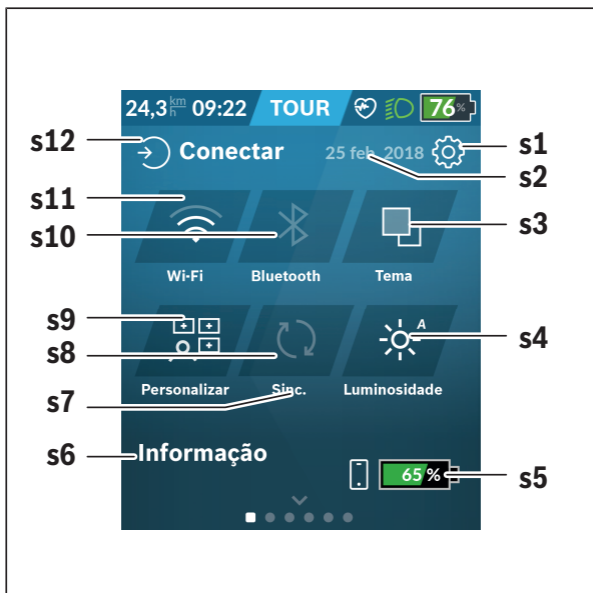 24,3 km/h 09:22 TOUR 76%
s12 Conectar 25 feb. 2018 s1
s2
s11
s10 s3
Wi-Fi Bluetooth Tema
s9
s8 s4
A
Personalizar Sinc. Luminosidade
s7
s6 Informação
65 % s5